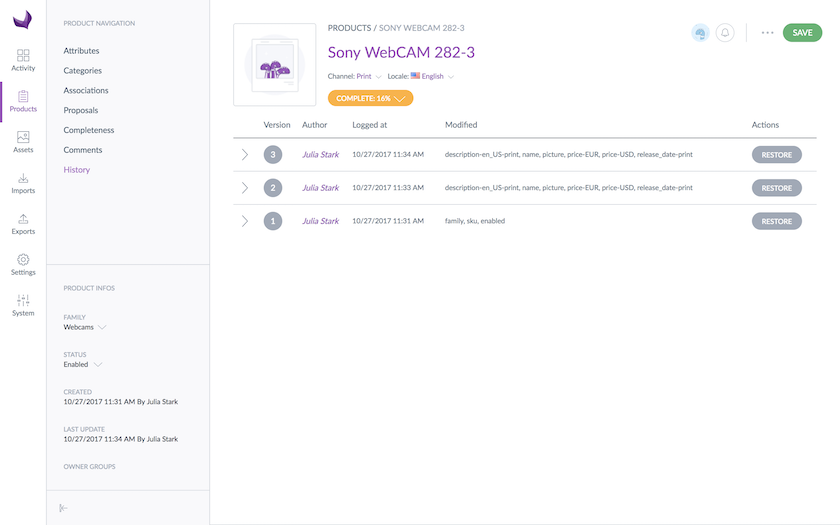 PRODUCT NAVIGATION
Attributes
Categories
Associations
Proposals
Completeness
Comments
History
Activity
Products
Assets
Imports
Exports
Settings
System
PRODUCT INFOS
FAMILY
Webcams
STATUS
Enabled
CREATED
10/27/2017 11:31 AM By Julia Stark
LAST UPDATE
10/27/2017 11:34 AM By Julia Stark
OWNER GROUPS
PRODUCTS / SONY WEBCAM 282-3
Sony WebCAM 282-3
Channel: Print Locale: English
COMPLETE: 16%
SAVE
Version Author Logged at Modified Actions
3 Julia Stark 10/27/2017 11:34 AM description-en_US-print, name, picture, price-EUR, price-USD, release_date-print RESTORE
2 Julia Stark 10/27/2017 11:33 AM description-en_US-print, name, picture, price-EUR, price-USD, release_date-print RESTORE
1 Julia Stark 10/27/2017 11:31 AM family, sku, enabled RESTORE